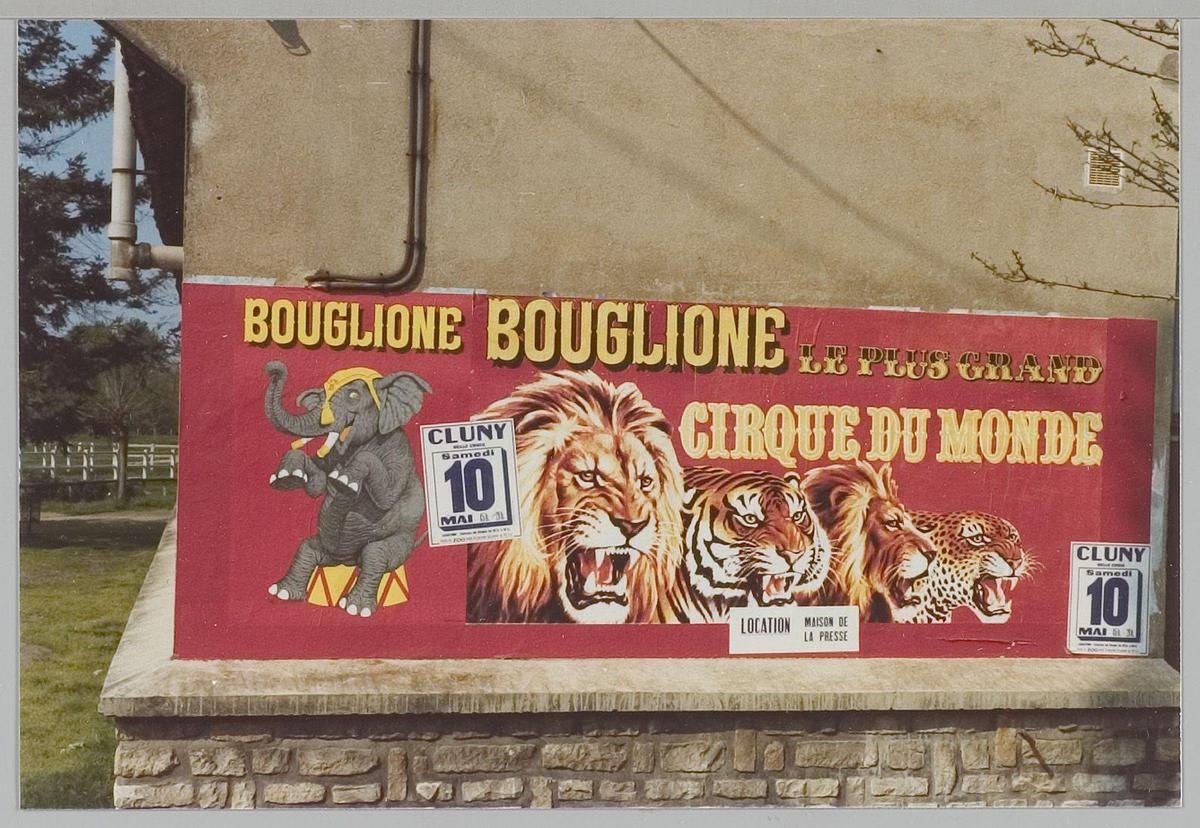 BOUGLIONE
BOUGLIONE
LE PLUS GRAND
CIRQUE DU MONDE
CLUNY
Samedi
10
MAI
LOCATION MAISON DE
LA PRESSE
CLUNY
Samedi
10
MAI
ZOO